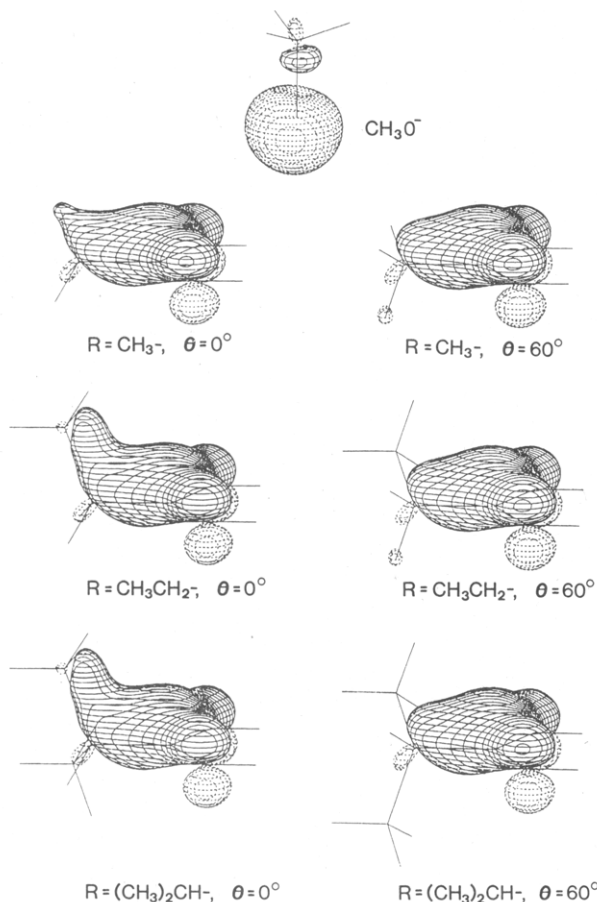 CH₃O⁻
R = CH₃-, θ = 0°
R = CH₃-, θ = 60°
R = CH₃CH₂-, θ = 0°
R = CH₃CH₂-, θ = 60°
R = (CH₃)₂CH-, θ = 0°
R = (CH₃)₂CH-, θ = 60°